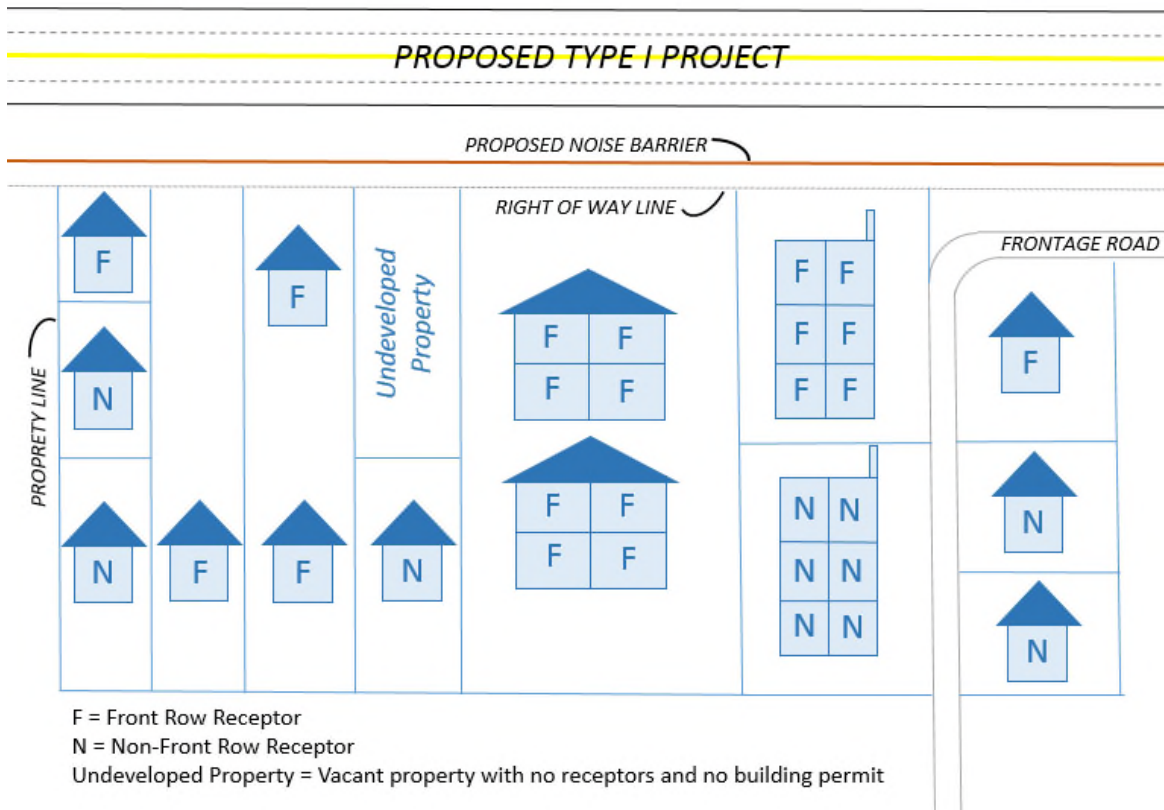 PROPOSED TYPE I PROJECT
PROPOSED NOISE BARRIER
RIGHT OF WAY LINE
FRONTAGE ROAD
F
F
Undeveloped
Property
F F
F F
F F
F F
F F
F
PROPRETY LINE
N
F F
F F
N
N
N F F N
N N
N N
N N
N
F = Front Row Receptor
N = Non-Front Row Receptor
Undeveloped Property = Vacant property with no receptors and no building permit